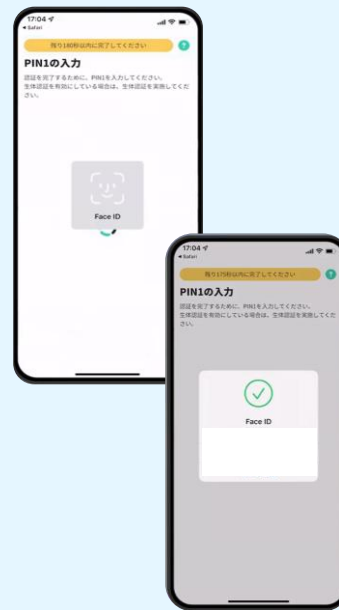 17:04
Safari
残り180秒以内に完了してください
?
PIN1の入力
認証を完了するために、PIN1を入力してください。
生体認証を有効にしている場合は、生体認証を実施してくだ
さい。
Face ID
17:04
Safari
残り175秒以内に完了してください
?
PIN1の入力
認証を完了するために、PIN1を入力してください。
生体認証を有効にしている場合は、生体認証を実施してくだ
さい。
Face ID